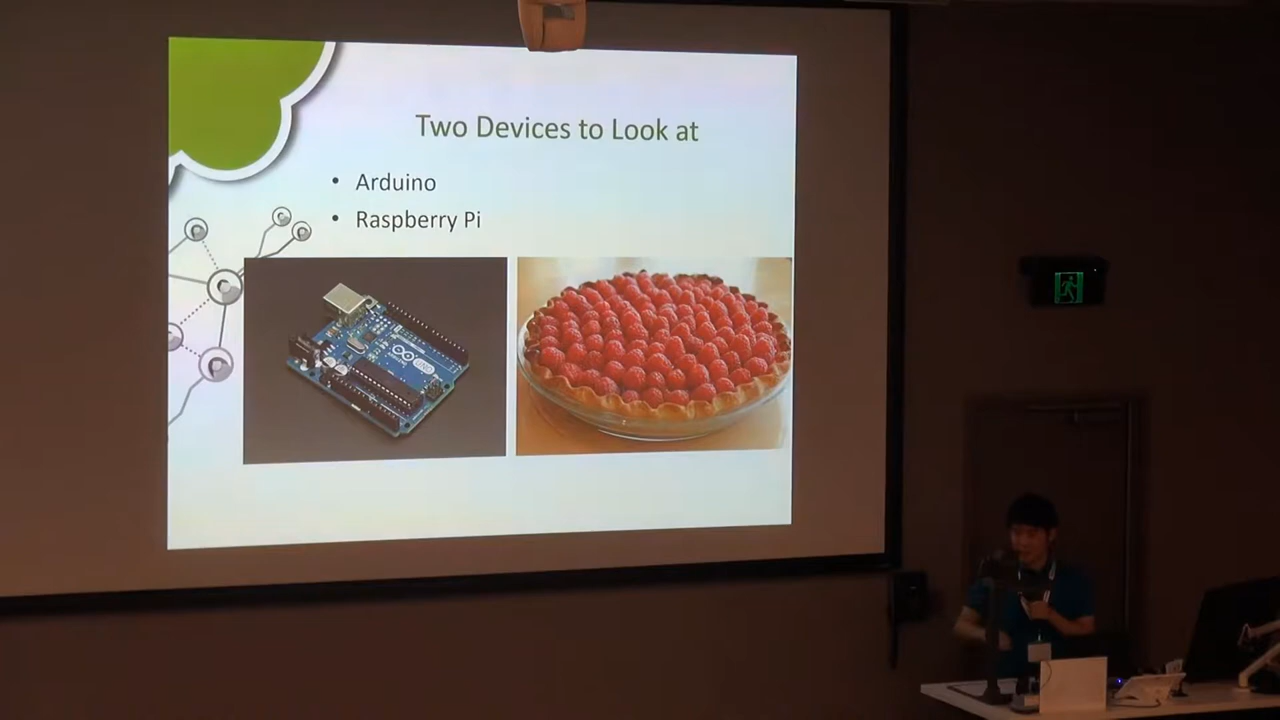 Two Devices to Look at
• Arduino
• Raspberry Pi